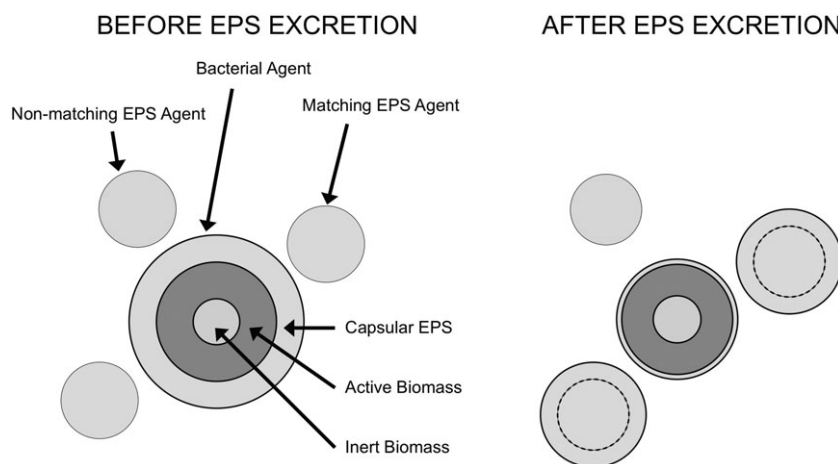 BEFORE EPS EXCRETION
AFTER EPS EXCRETION
Bacterial Agent
Non-matching EPS Agent
Matching EPS Agent
Capsular EPS
Active Biomass
Inert Biomass